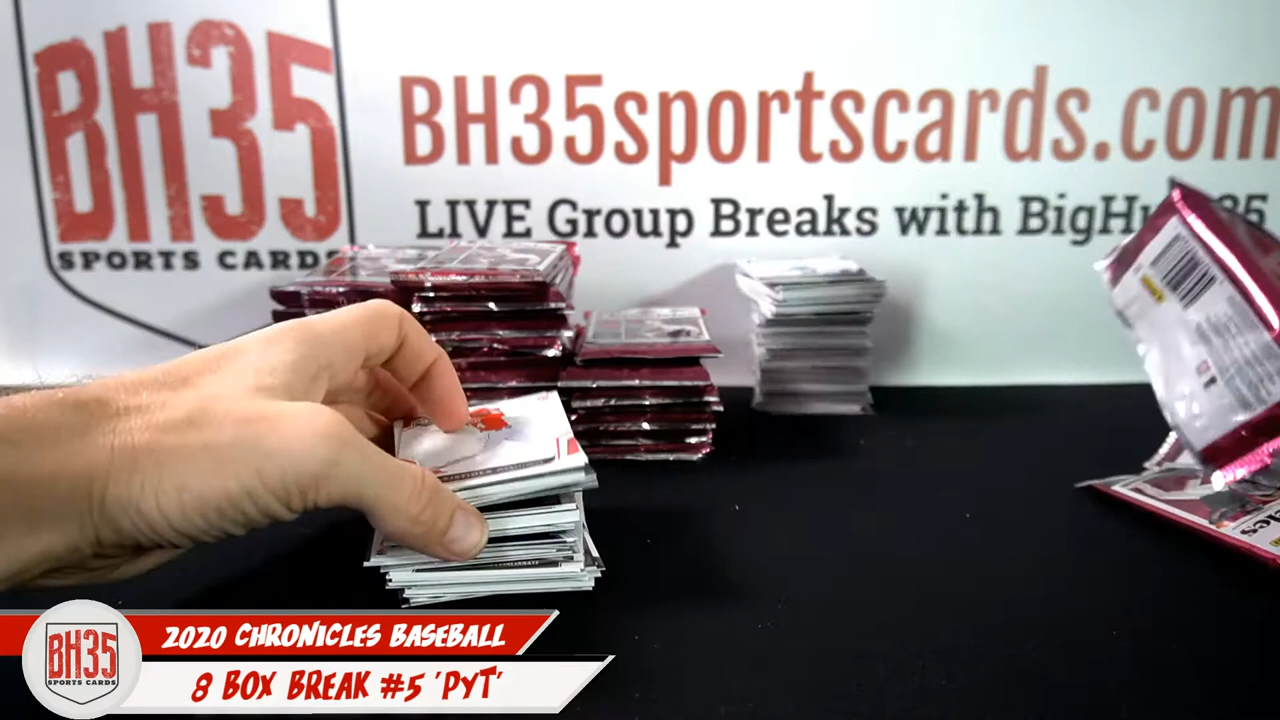 BH35
SPORTS CARDS
BH35sportscards.com
LIVE Group Breaks with BigHu 35
BH35
SPORTS CARDS
2020 CHRONICLES BASEBALL
8 BOX BREAK #5 'PYT'